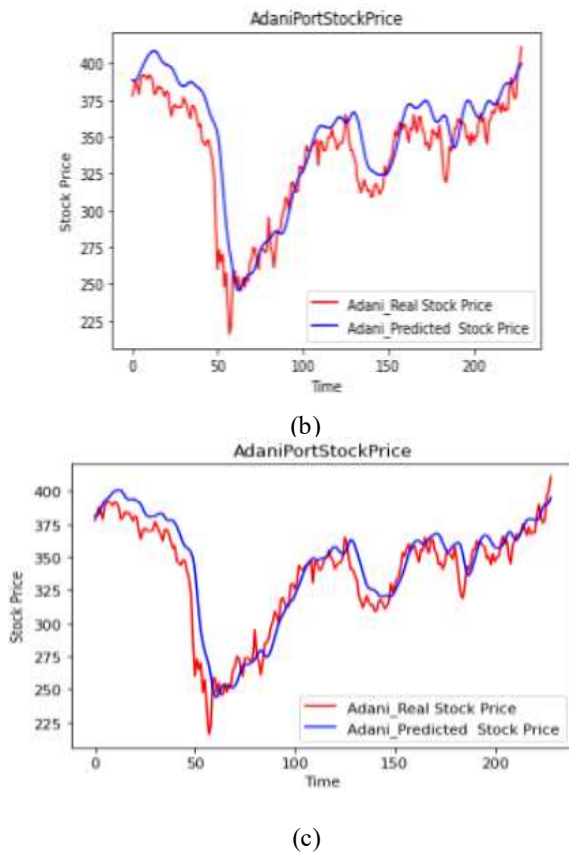 AdaniPortStockPrice
400
375
350
325
300
275
250
225
Stock Price
Adani_Real Stock Price
Adani_Predicted  Stock Price
0
50
100
150
200
Time
(b)
AdaniPortStockPrice
400
375
350
325
300
275
250
225
Stock Price
Adani_Real Stock Price
Adani_Predicted  Stock Price
0
50
100
150
200
Time
(c)